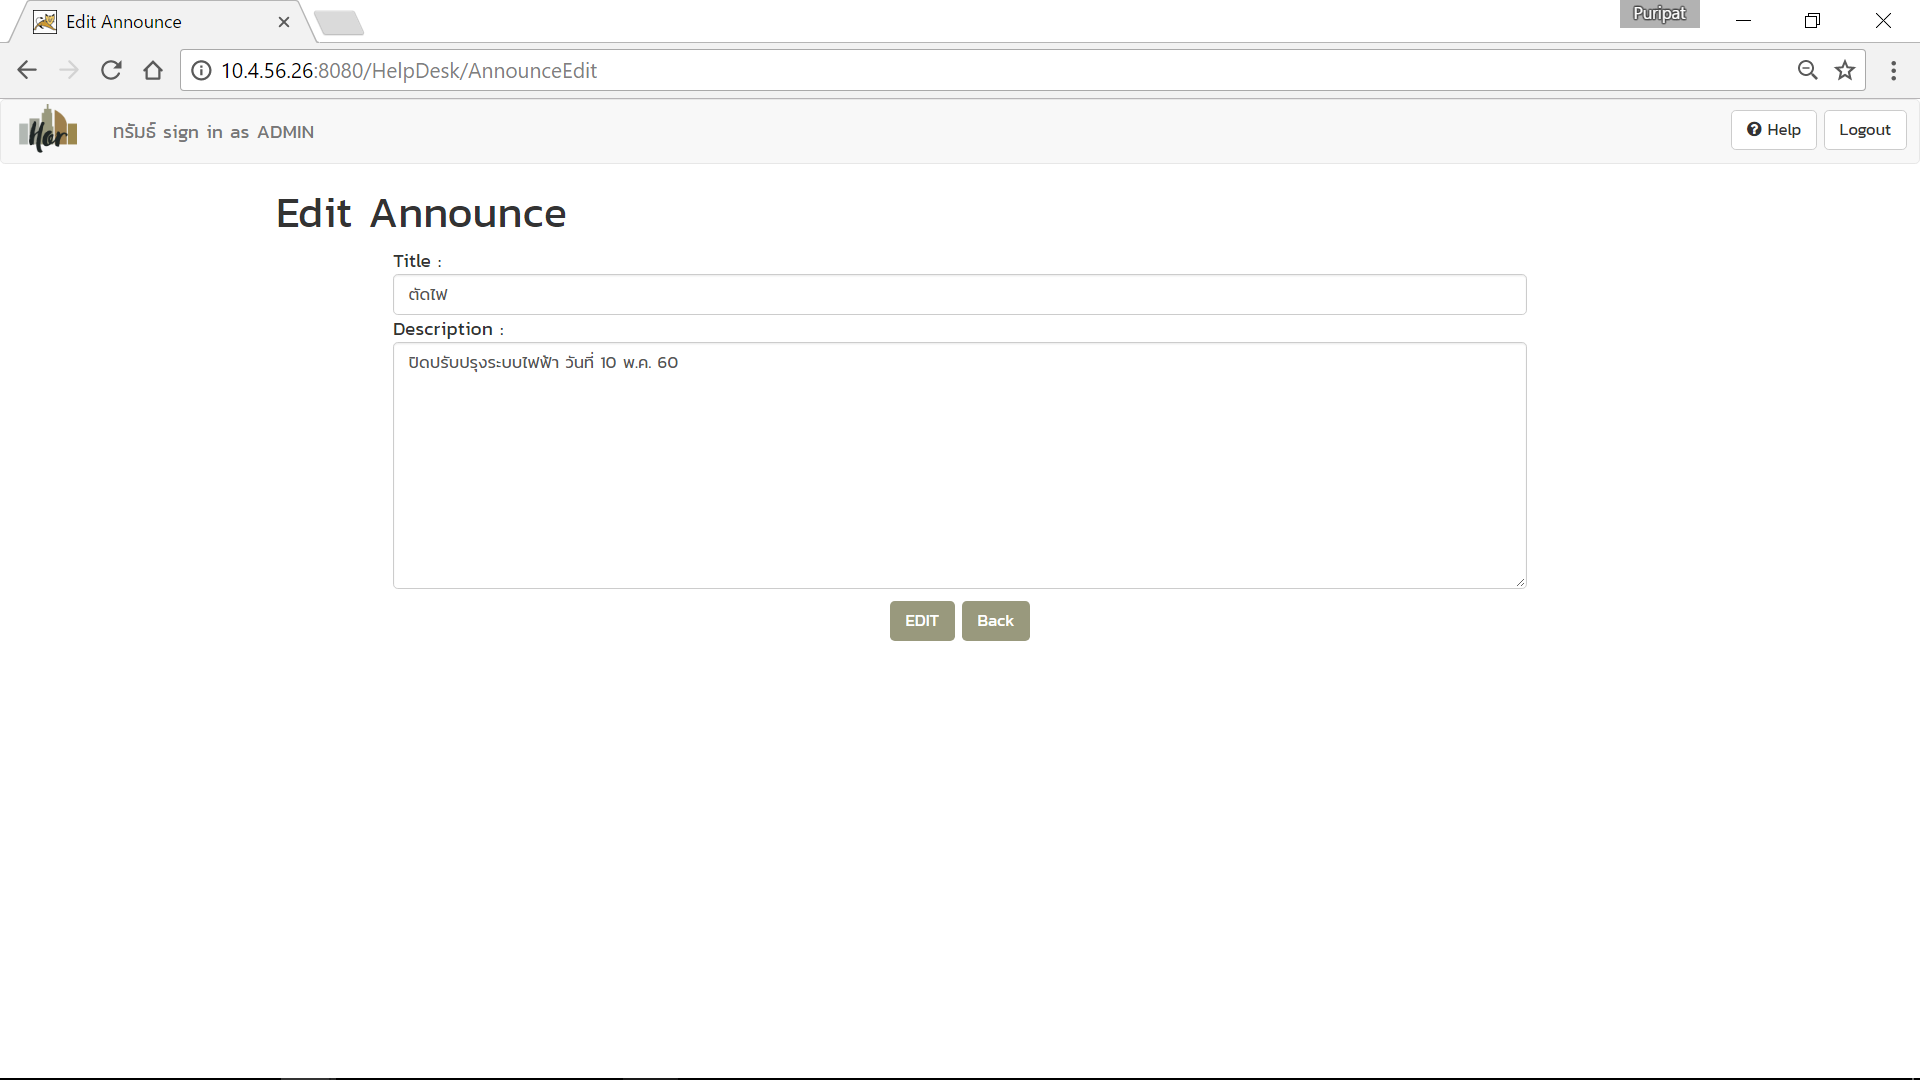 Edit Announce
Puripat
10.4.56.26:8080/HelpDesk/AnnounceEdit
Hor
ทรัมธ์ sign in as ADMIN
Help
Logout
Edit Announce
Title :
ตัดไฟ
Description :
ปิดปรับปรุงระบบไฟฟ้า วันที่ 10 พ.ค. 60
EDIT
Back